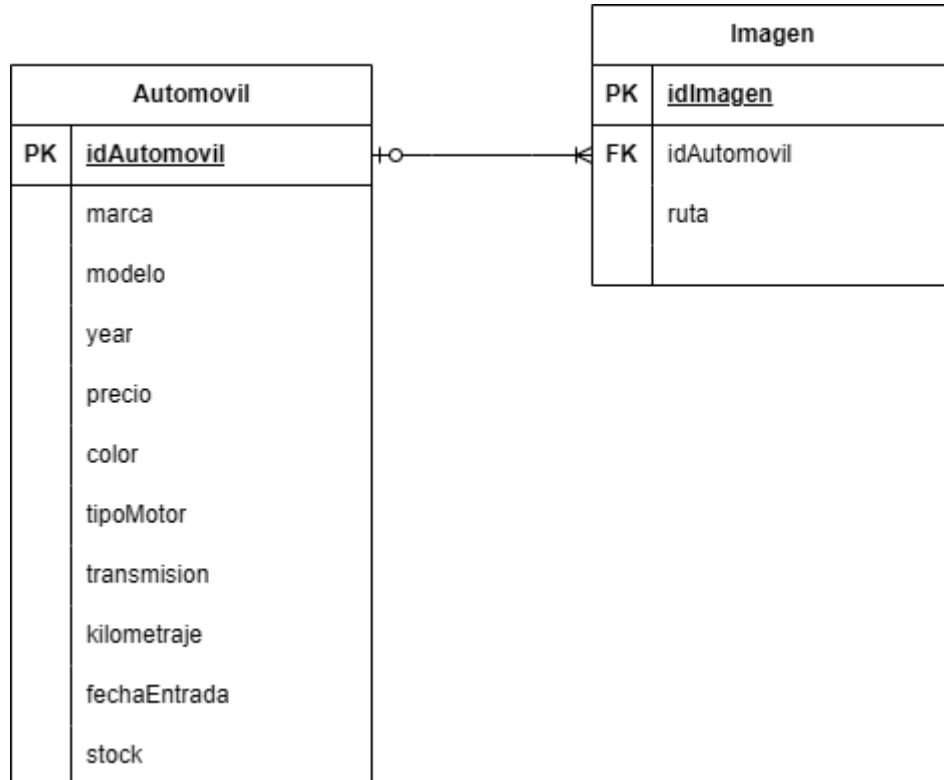 Automovil
PK idAutomovil
marca
modelo
year
precio
color
tipoMotor
transmision
kilometraje
fechaEntrada
stock
Imagen
PK idImagen
FK idAutomovil
ruta